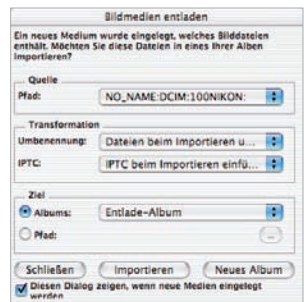 Bildmedien entladen
Ein neues Medium wurde eingelegt, welches Bilddateien
enthält. Möchten Sie diese Dateien in eines Ihrer Alben
importieren?
Quelle
Pfad: NO_NAME:DCIM:100NIKON:
Transformation
Umbenennung: Dateien beim Importieren u...
IPTC: IPTC beim Importieren einfü...
Ziel
Albums: Entlade-Album
Pfad: ...
Schließen Importieren Neues Album
Diesen Dialog zeigen, wenn neue Medien eingelegt
werden